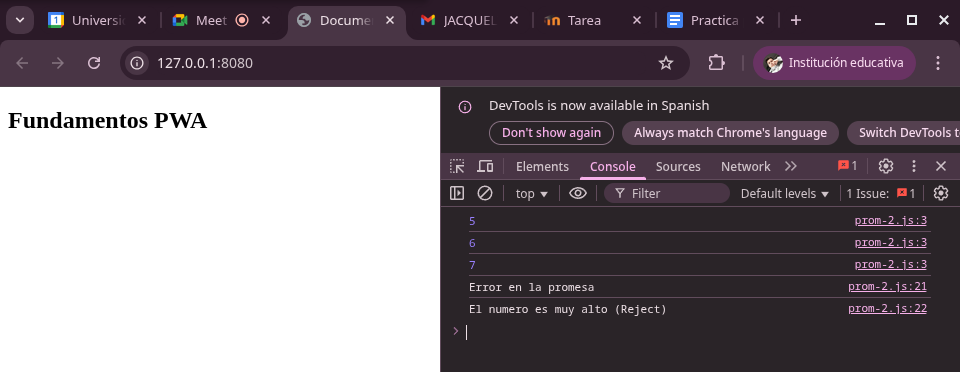 Universi
Meet
Docume
JACQUEL
Tarea
Practica
127.0.0.1:8080
Institución educativa
Fundamentos PWA
DevTools is now available in Spanish
Don't show again
Always match Chrome's language
Switch DevTools to
Elements
Console
Sources
Network
1
top
Filter
Default levels
1 Issue:
1
5 prom-2.js:3
6 prom-2.js:3
7 prom-2.js:3
Error en la promesa prom-2.js:21
El numero es muy alto (Reject) prom-2.js:22